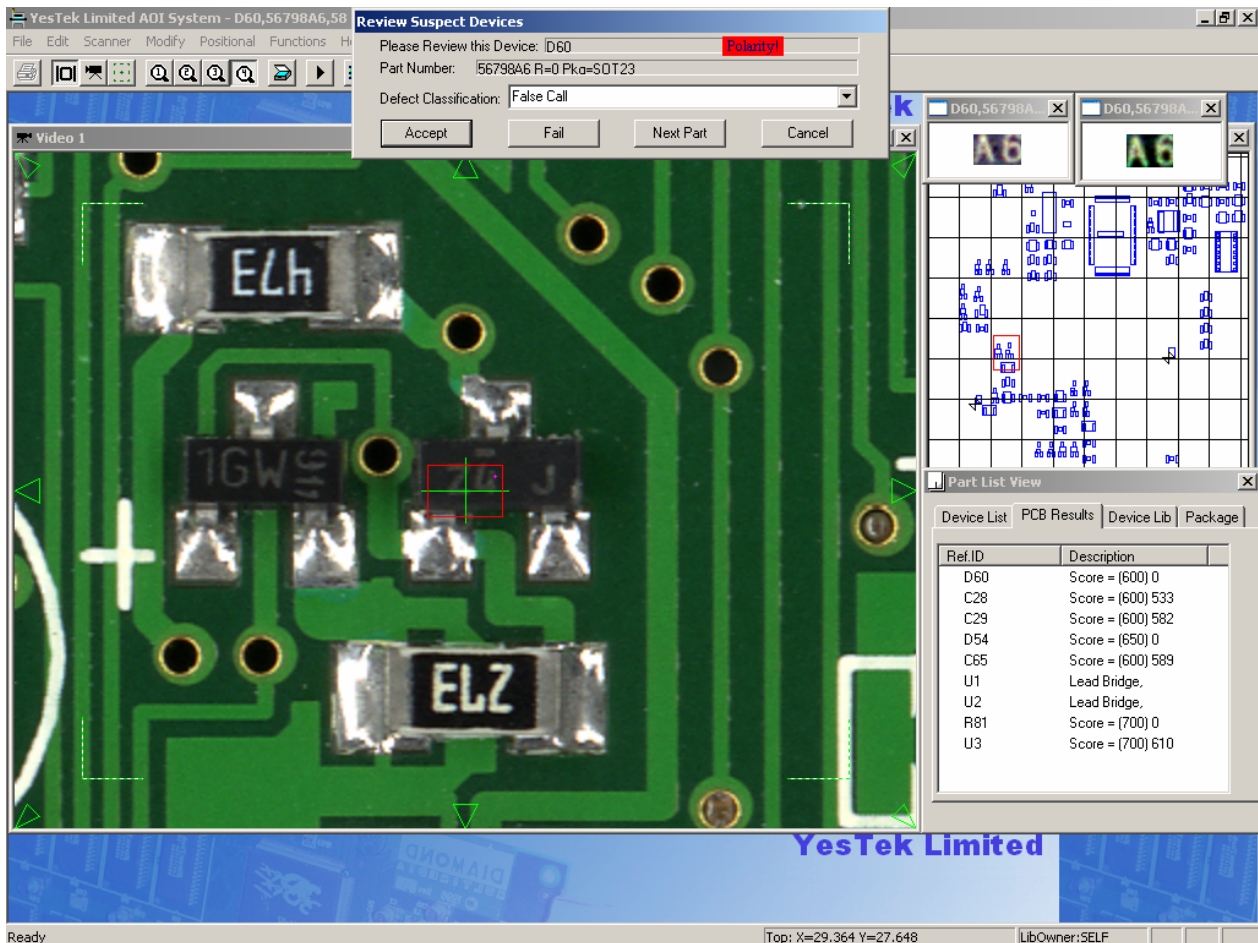 YesTek Limited AOI System - D60,56798A6,58
File Edit Scanner Modify Positional Functions
Review Suspect Devices
Please Review this Device: D60 Polarity!
Part Number: 56798A6 R=0 Pkg=SOT23
Defect Classification: False Call
Accept Fail Next Part Cancel
D60,56798A...
D60,56798A...
A6
A6
Video 1
ELh
1GW
J
ELZ
Part List View
Device List PCB Results Device Lib Package
Ref.ID Description
D60 Score = (600) 0
C28 Score = (600) 533
C29 Score = (600) 582
D54 Score = (650) 0
C65 Score = (600) 589
U1 Lead Bridge,
U2 Lead Bridge,
R81 Score = (700) 0
U3 Score = (700) 610
YesTek Limited
DIAMOND
Ready Top: X=29.364 Y=27.648 LibOwner:SELF